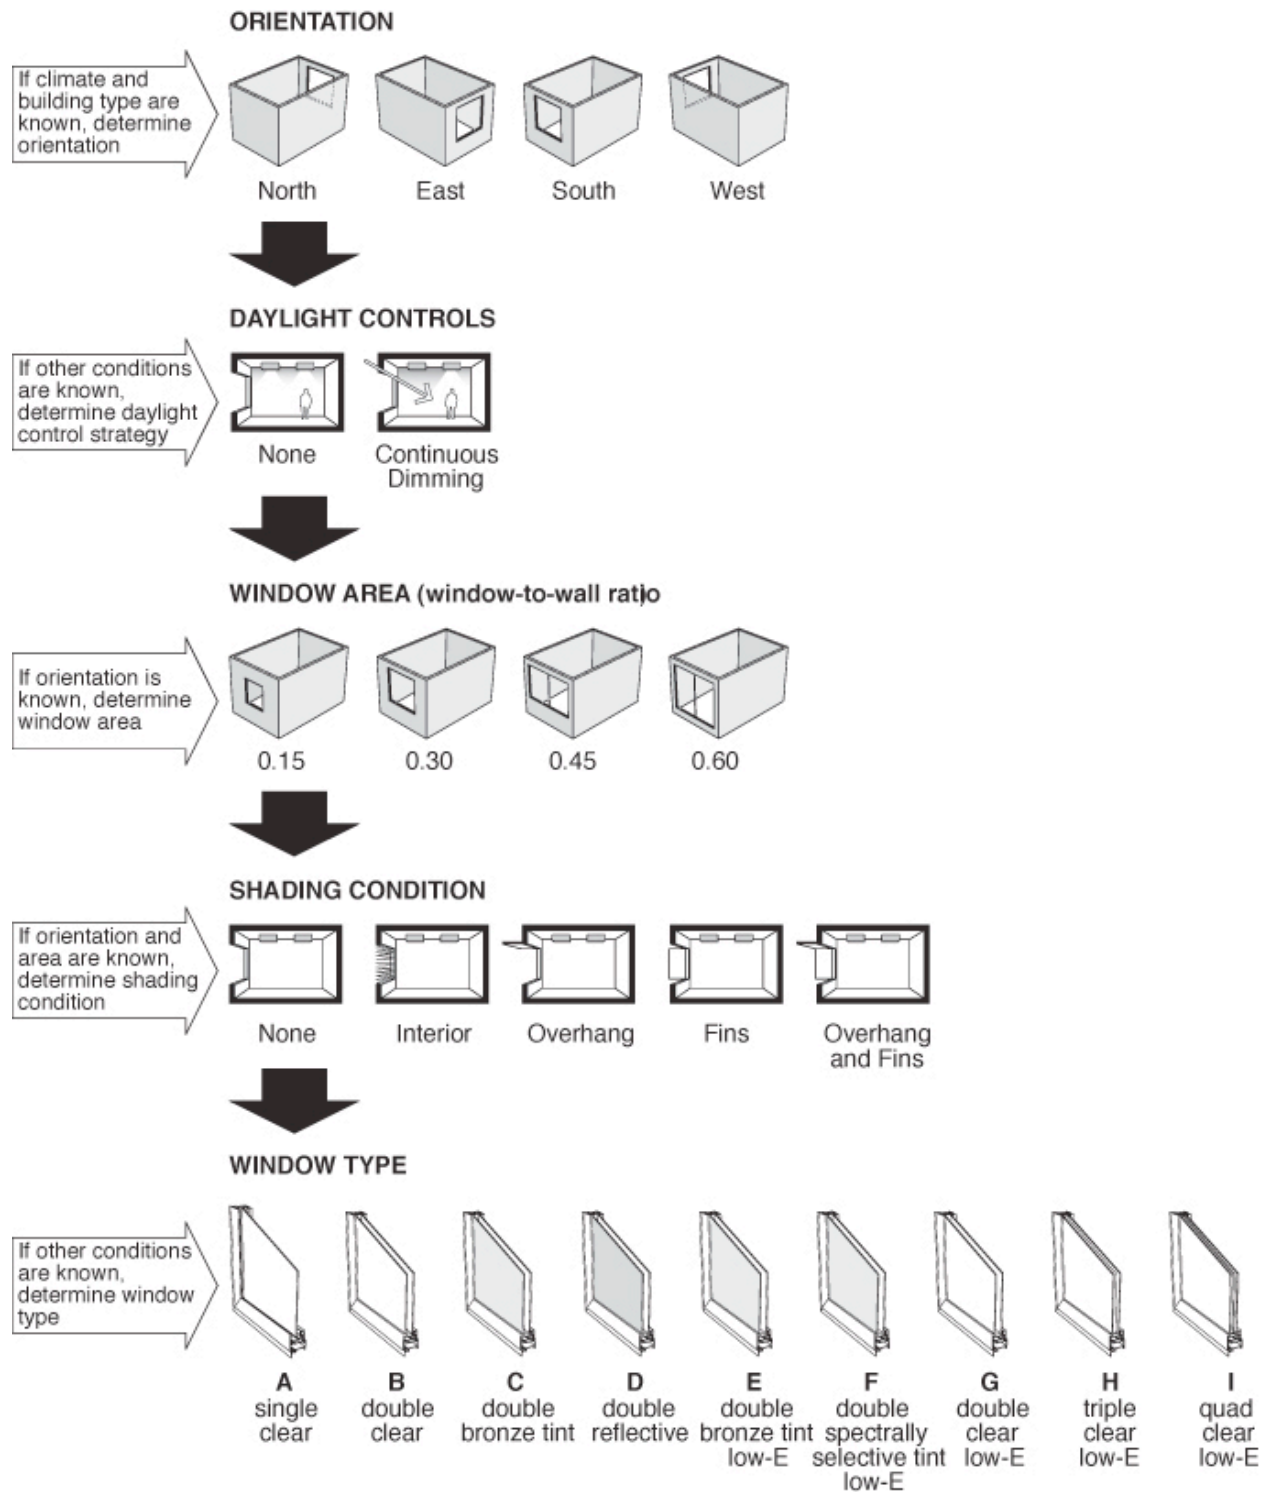 ORIENTATION
If climate and
building type are
known, determine
orientation
North East South West
DAYLIGHT CONTROLS
If other conditions
are known,
determine daylight
control strategy
None Continuous
Dimming
WINDOW AREA (window-to-wall ratio
If orientation is
known, determine
window area
0.15 0.30 0.45 0.60
SHADING CONDITION
If orientation and
area are known,
determine shading
condition
None Interior Overhang Fins Overhang
and Fins
WINDOW TYPE
If other conditions
are known,
determine window
type
A
single
clear
B
double
clear
C
double
bronze tint
D
double
reflective
E
double
bronze tint
low-E
F
double
spectrally
selective tint
low-E
G
double
clear
low-E
H
triple
clear
low-E
I
quad
clear
low-E